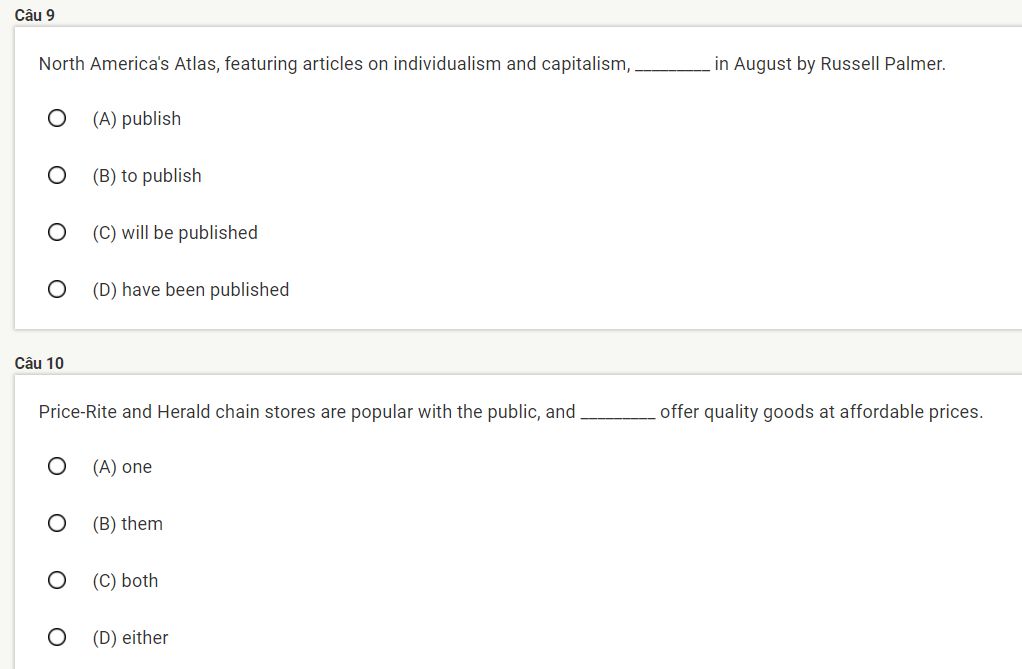 Câu 9
North America's Atlas, featuring articles on individualism and capitalism, _________ in August by Russell Palmer.
(A) publish
(B) to publish
(C) will be published
(D) have been published
Câu 10
Price-Rite and Herald chain stores are popular with the public, and _________ offer quality goods at affordable prices.
(A) one
(B) them
(C) both
(D) either